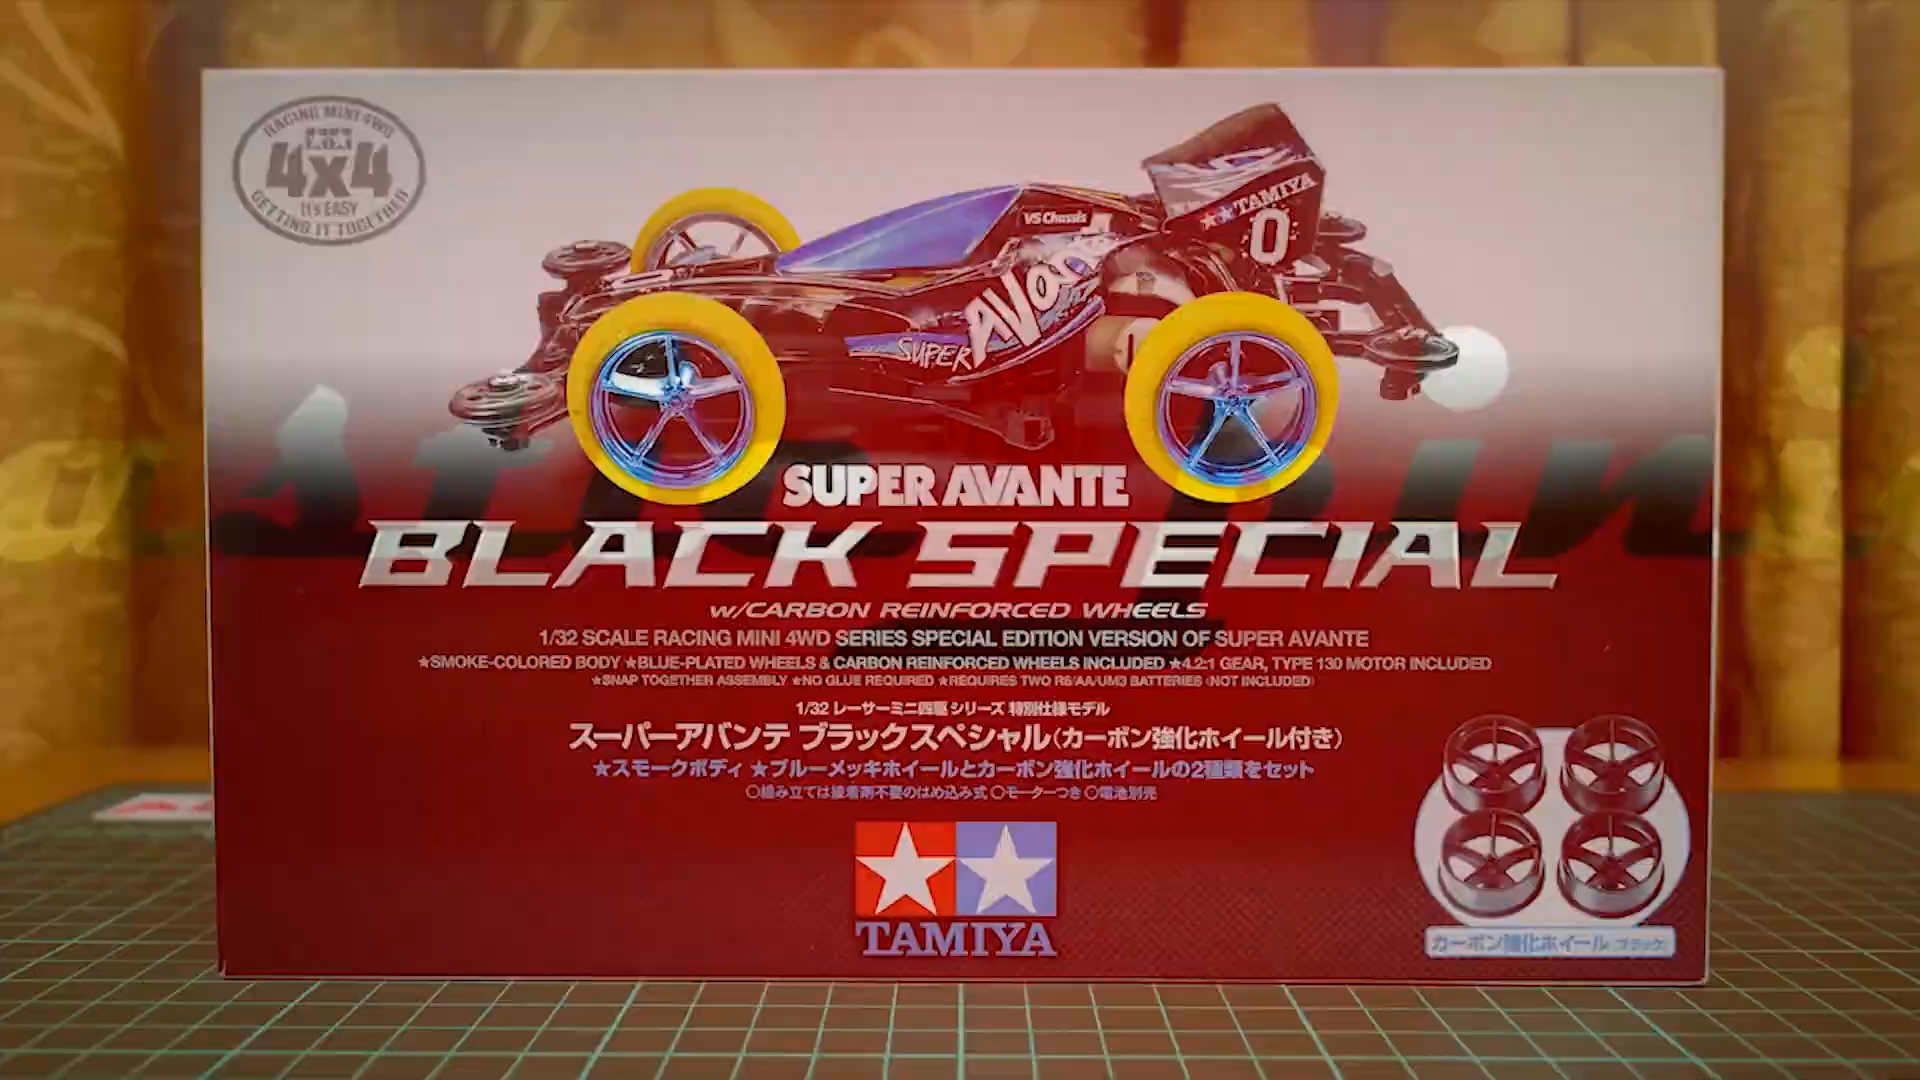 RACING MINI 4WD
4x4
It's EASY
GETTING IT TOGETHER
VS Chassis
★★TAMIYA
0
SUPER Avante
SUPER AVANTE
BLACK SPECIAL
w/CARBON REINFORCED WHEELS
1/32 SCALE RACING MINI 4WD SERIES SPECIAL EDITION VERSION OF SUPER AVANTE
★SMOKE-COLORED BODY ★BLUE-PLATED WHEELS & CARBON REINFORCED WHEELS INCLUDED ★4.2:1 GEAR, TYPE 130 MOTOR INCLUDED
★SNAP TOGETHER ASSEMBLY ★NO GLUE REQUIRED ★REQUIRES TWO R6/AA/UM3 BATTERIES (NOT INCLUDED)
1/32 レーサーミニ四駆 シリーズ 特別仕様モデル
スーパーアバンテ ブラックスペシャル(カーボン強化ホイール付き)
★スモークボディ ★ブルーメッキホイールとカーボン強化ホイールの2種類をセット
○組み立ては接着剤不要のはめ込み式 ○モーターつき ○電池別売
TAMIYA
カーボン強化ホイール (ブラック)